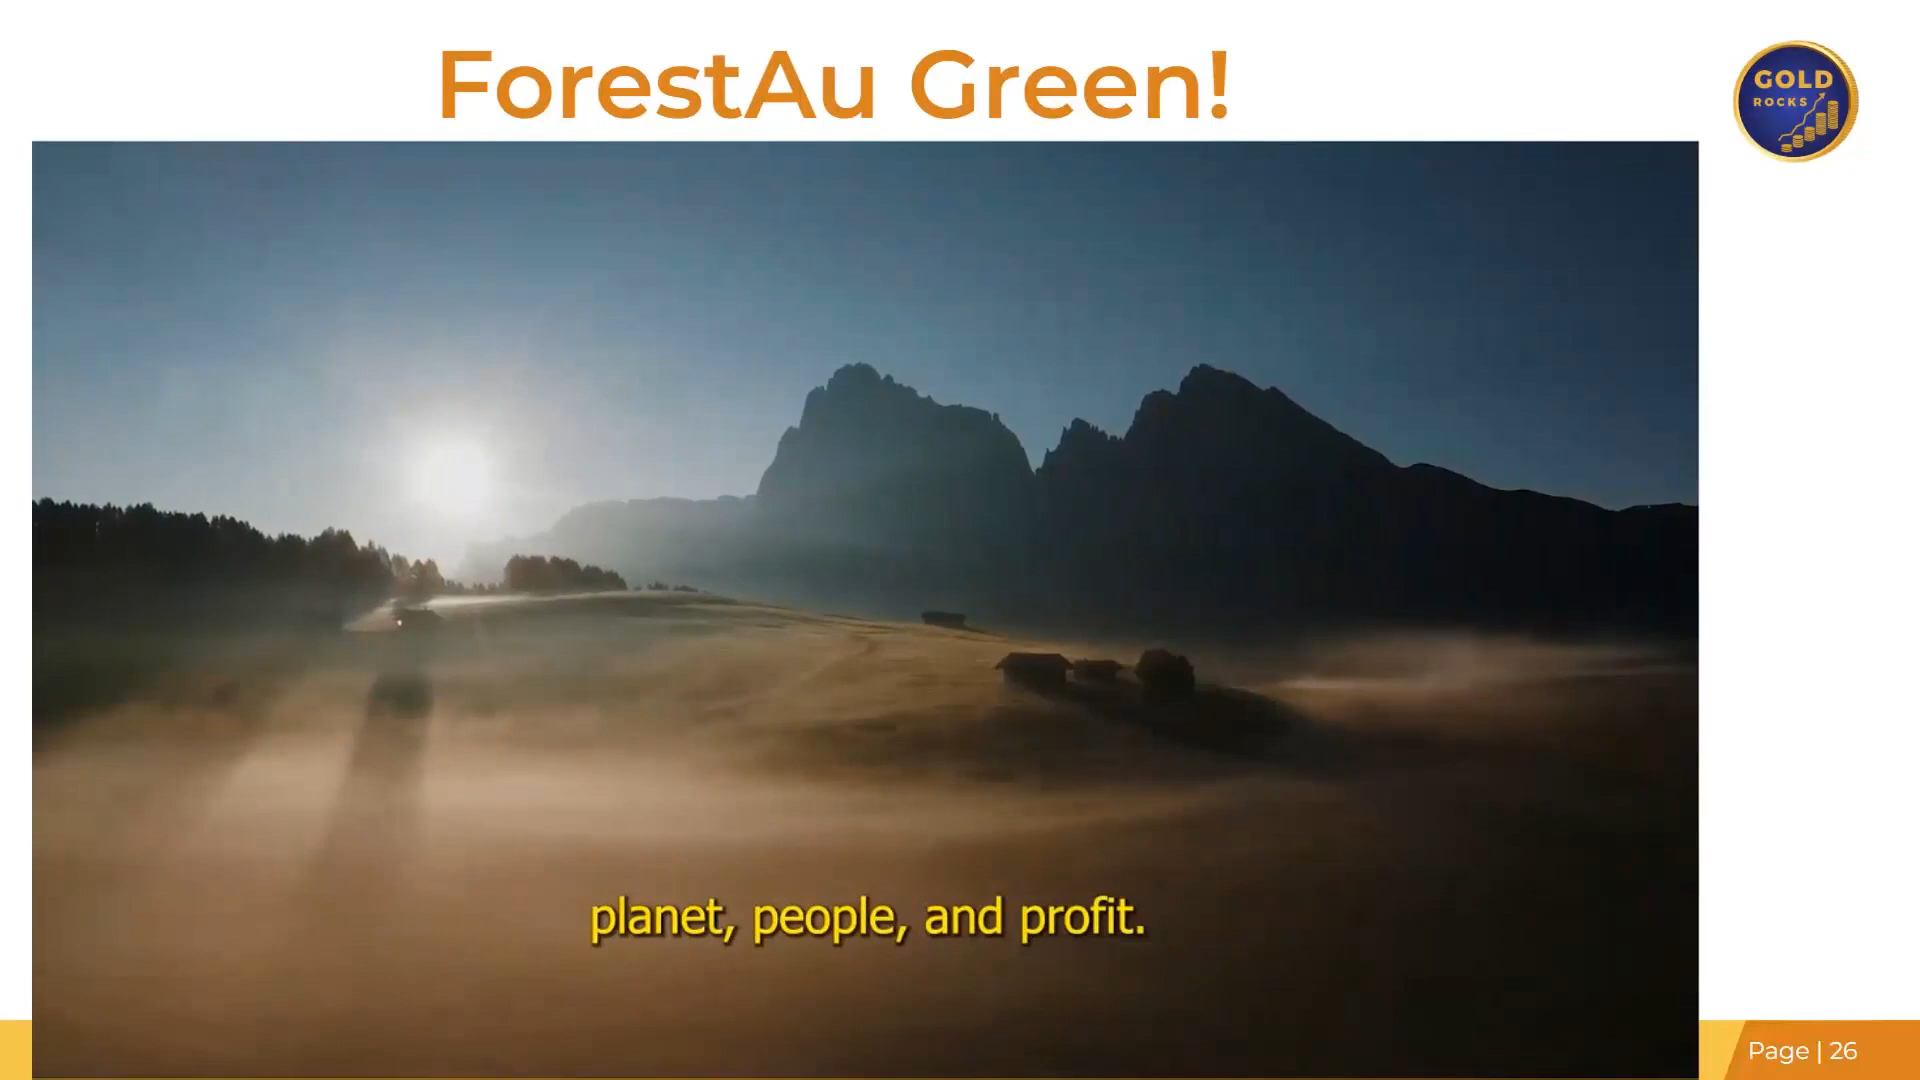 ForestAu Green!
GOLD
ROCKS
planet, people, and profit.
Page | 26